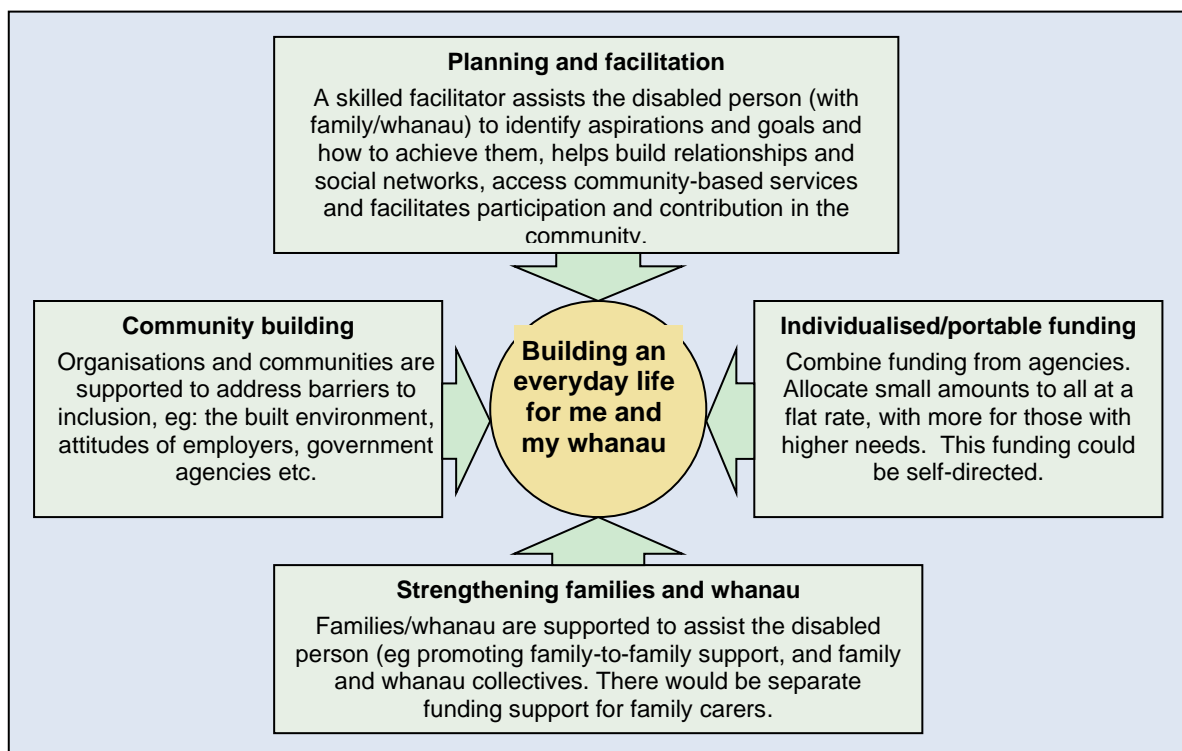 Planning and facilitation
A skilled facilitator assists the disabled person (with
family/whanau) to identify aspirations and goals and
how to achieve them, helps build relationships and
social networks, access community-based services
and facilitates participation and contribution in the
community.
Community building
Organisations and communities are
supported to address barriers to
inclusion, eg: the built environment,
attitudes of employers, government
agencies etc.
Building an
everyday life
for me and
my whanau
Individualised/portable funding
Combine funding from agencies.
Allocate small amounts to all at a
flat rate, with more for those with
higher needs.  This funding could
be self-directed.
Strengthening families and whanau
Families/whanau are supported to assist the disabled
person (eg promoting family-to-family support, and family
and whanau collectives. There would be separate
funding support for family carers.